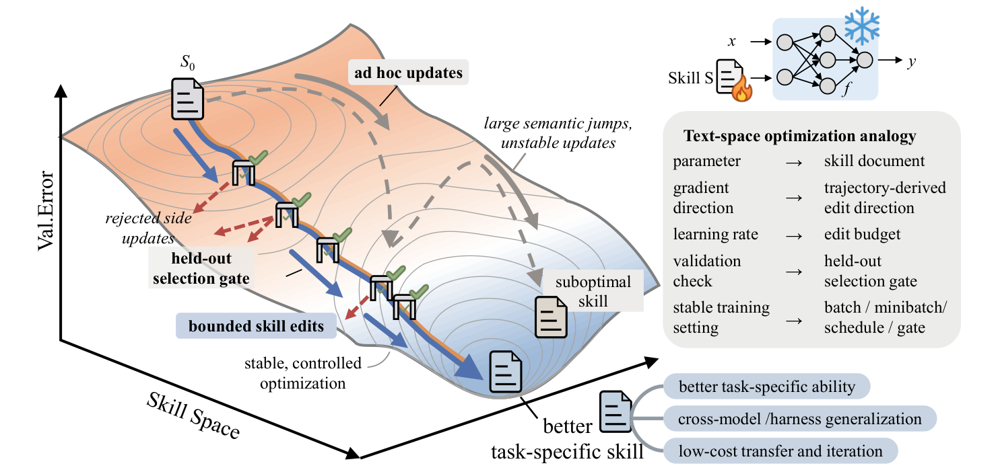 S0
ad hoc updates
large semantic jumps,
unstable updates
Val.Error
rejected side
updates
held-out
selection gate
bounded skill edits
stable, controlled
optimization
suboptimal
skill
Skill Space
better
task-specific skill
x
Skill S
f
y
Text-space optimization analogy
parameter → skill document
gradient
direction → trajectory-derived
edit direction
learning rate → edit budget
validation
check → held-out
selection gate
stable training
setting → batch / minibatch/
schedule / gate
better task-specific ability
cross-model /harness generalization
low-cost transfer and iteration